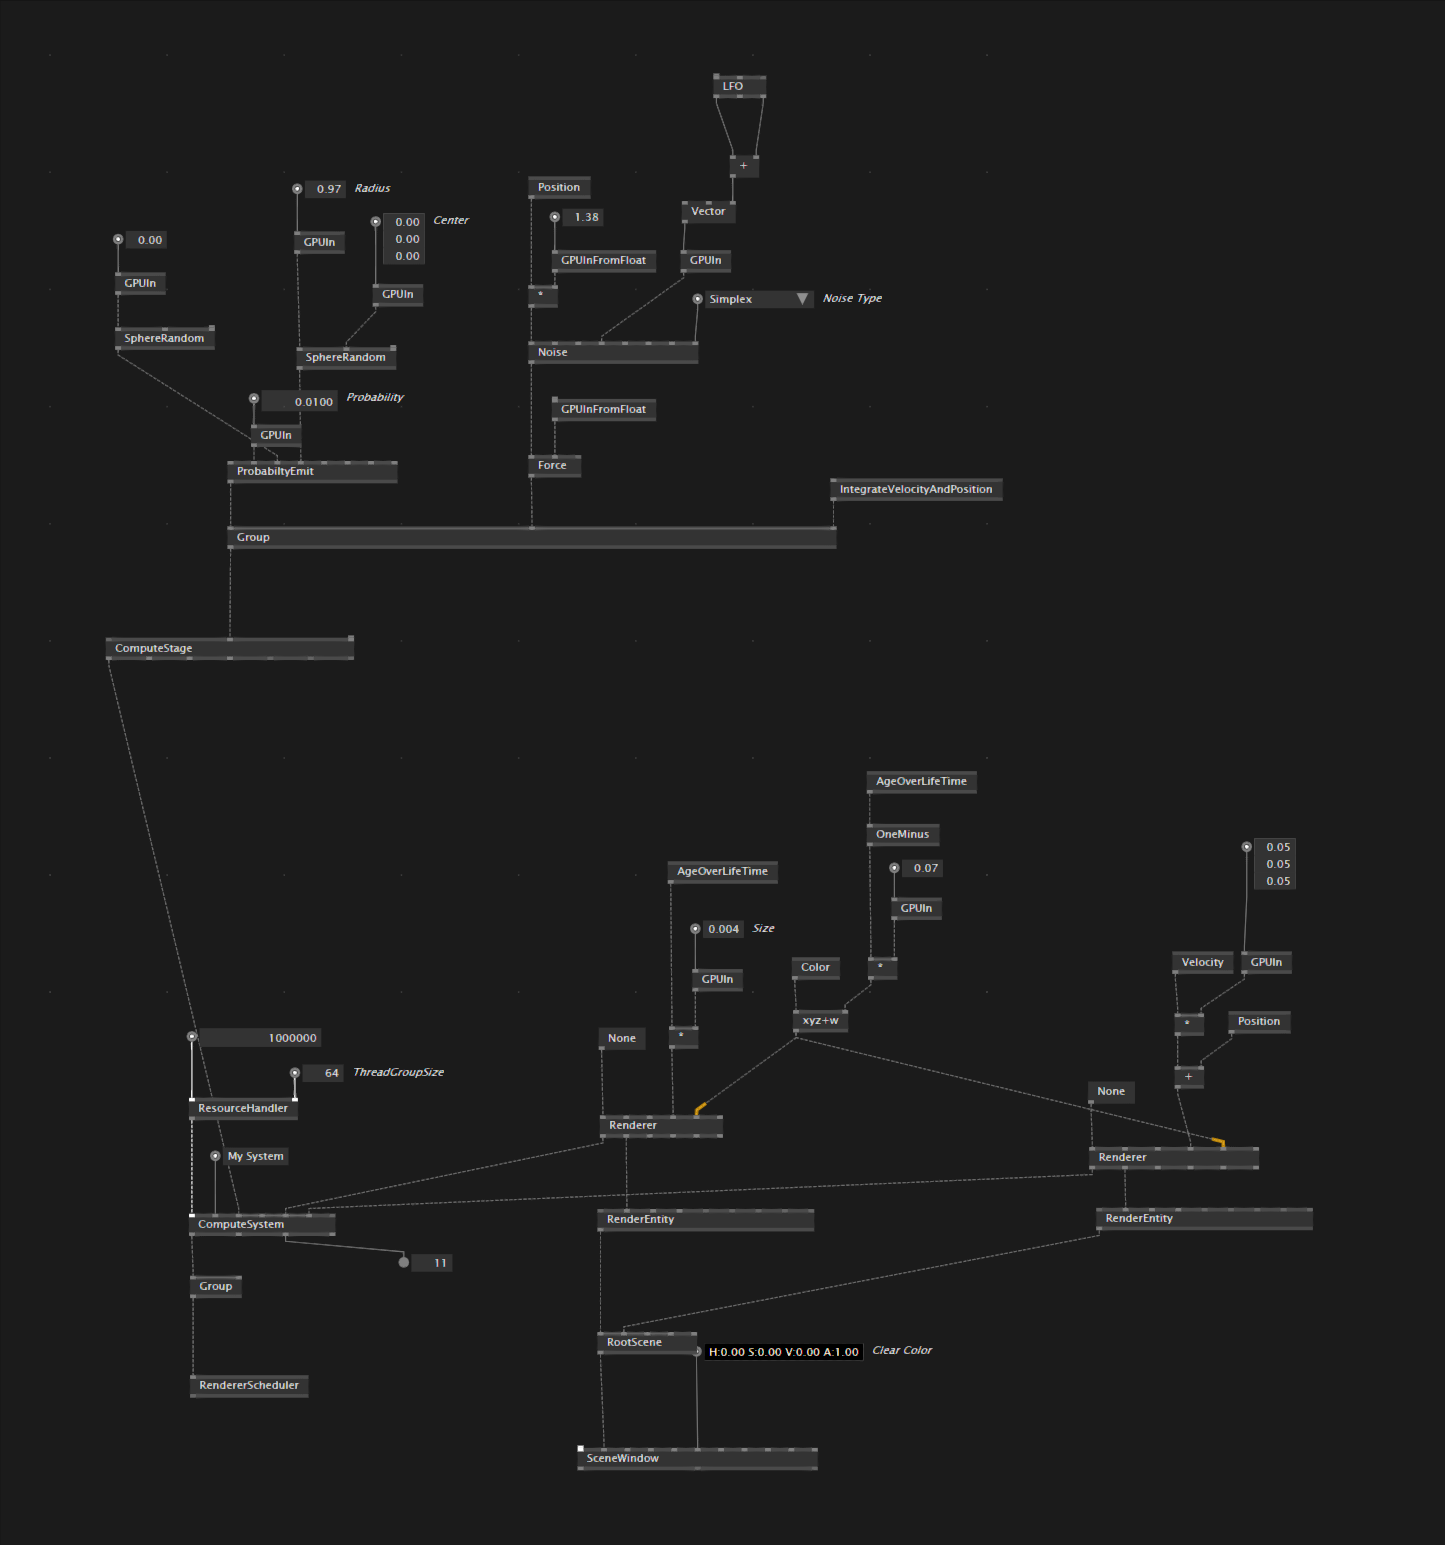 LFO
+
Position
0.97 Radius
Vector
1.38
0.00
0.00
0.00
Center
0.00
GPUIn
GPUInFromFloat
GPUIn
GPUIn
GPUIn
*
Simplex
Noise Type
SphereRandom
Noise
SphereRandom
0.0100 Probability
GPUInFromFloat
GPUIn
Force
ProbabiltyEmit
IntegrateVelocityAndPosition
Group
ComputeStage
AgeOverLifeTime
OneMinus
0.05
0.05
0.05
AgeOverLifeTime
0.07
GPUIn
0.004 Size
Velocity
GPUIn
Color
*
GPUIn
xyz+w
*
Position
1000000
None
*
+
64 ThreadGroupSize
None
ResourceHandler
Renderer
My System
Renderer
ComputeSystem
RenderEntity
RenderEntity
11
Group
RootScene
H:0.00 S:0.00 V:0.00 A:1.00 Clear Color
RendererScheduler
SceneWindow